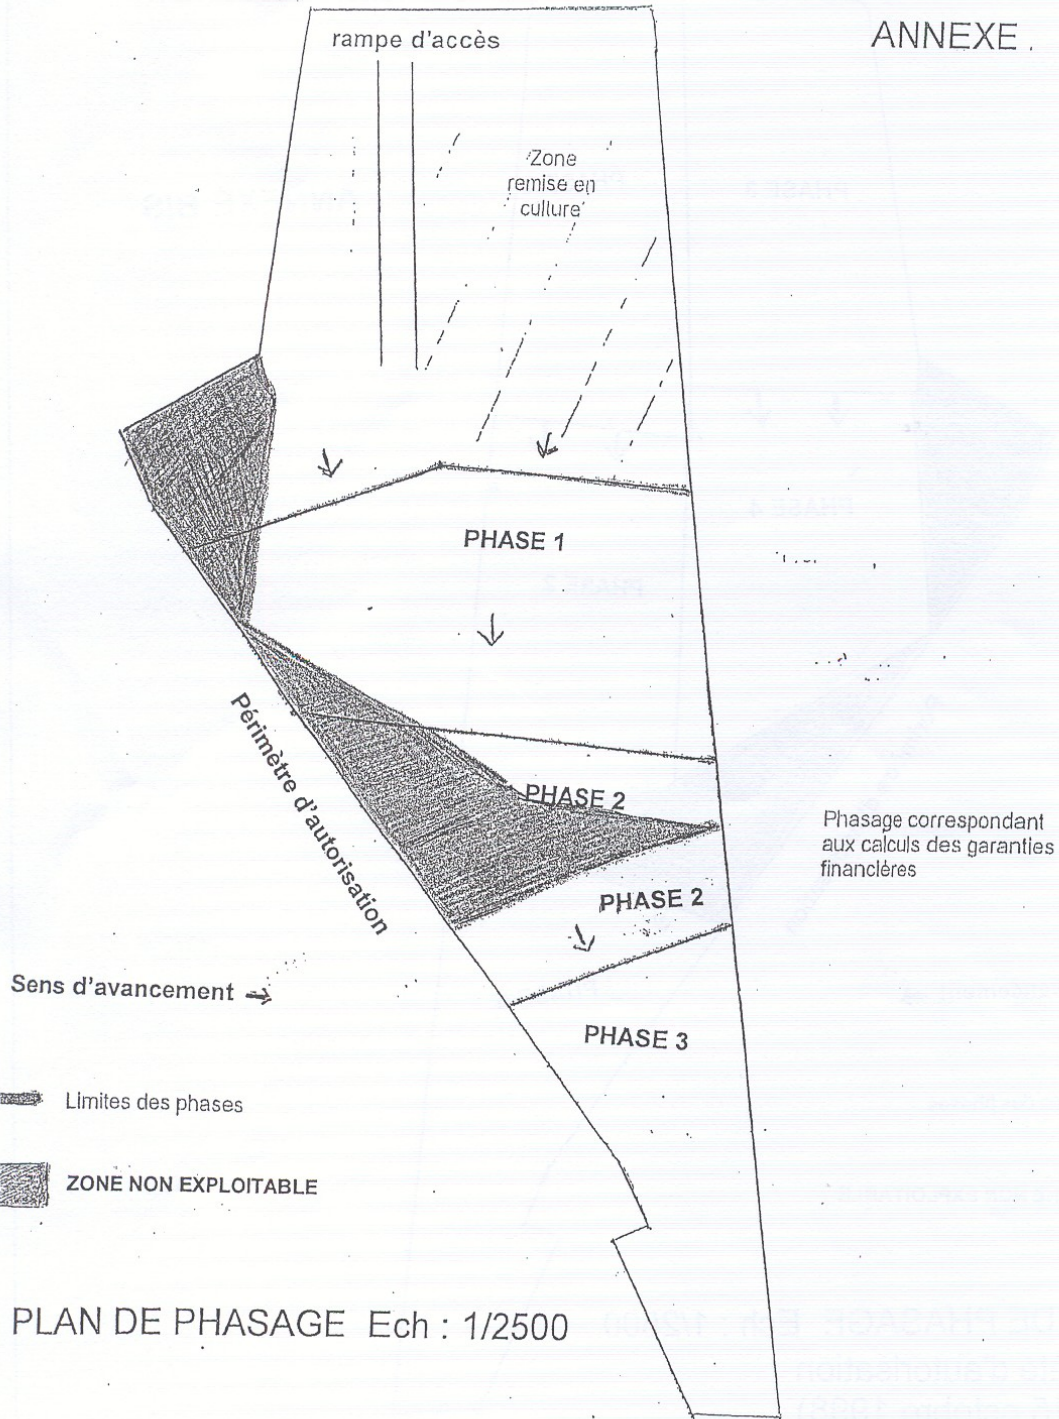 ANNEXE .
rampe d'accès
Zone
remise en
culture
PHASE 1
PHASE 2
Périmètre d'autorisation
Phasage correspondant
aux calculs des garanties
financières
PHASE 2
Sens d'avancement
PHASE 3
Limites des phases
ZONE NON EXPLOITABLE
PLAN DE PHASAGE Ech : 1/2500